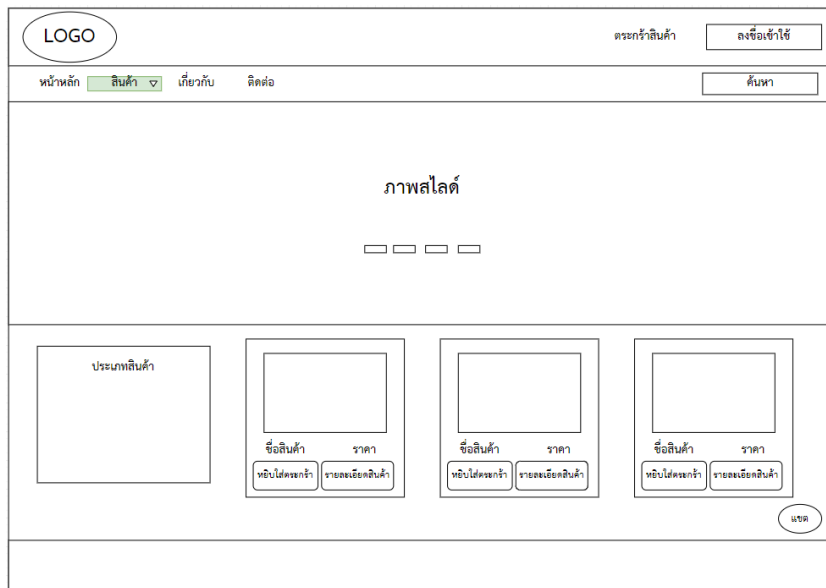 LOGO
ตระกร้าสินค้า ลงชื่อเข้าใช้
หน้าหลัก สินค้า เกี่ยวกับ ติดต่อ ค้นหา
ภาพสไลด์
ประเภทสินค้า
ชื่อสินค้า ราคา
หยิบใส่ตระกร้า รายละเอียดสินค้า
ชื่อสินค้า ราคา
หยิบใส่ตระกร้า รายละเอียดสินค้า
ชื่อสินค้า ราคา
หยิบใส่ตระกร้า รายละเอียดสินค้า
แชต